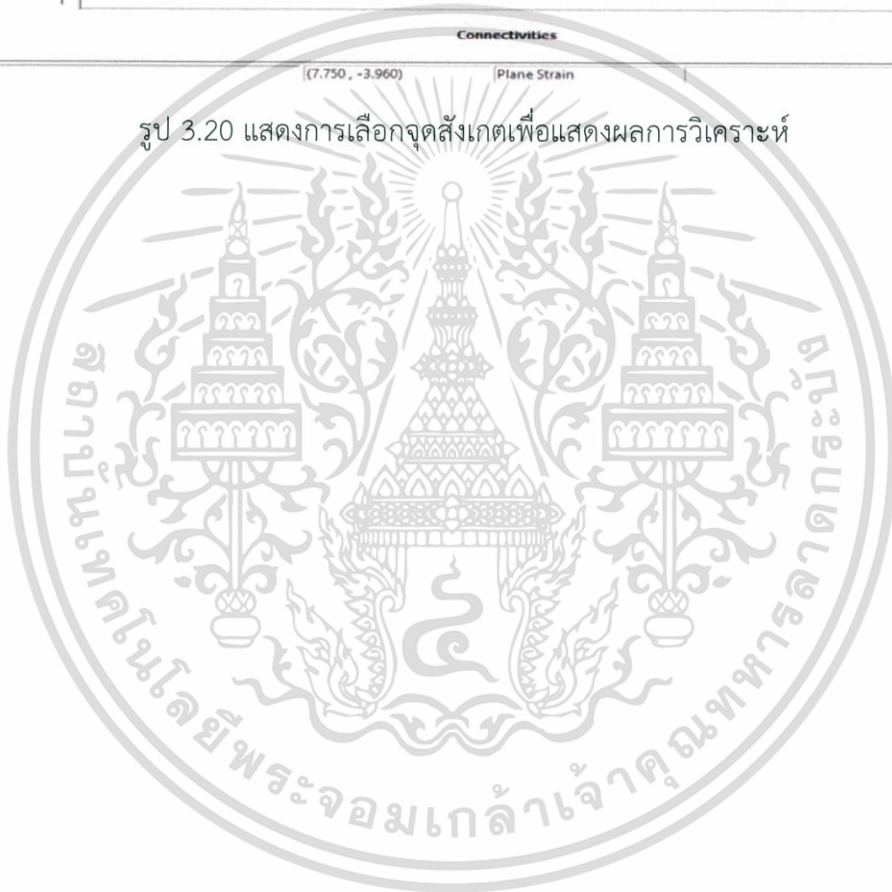 Connectivities
(7.750 , -3.960) Plane Strain
รูป 3.20 แสดงการเลือกจุดสังเกตเพื่อแสดงผลการวิเคราะห์
สถาบันเทคโนโลยีพระจอมเกล้าเจ้าคุณทหารลาดกระบัง
๔